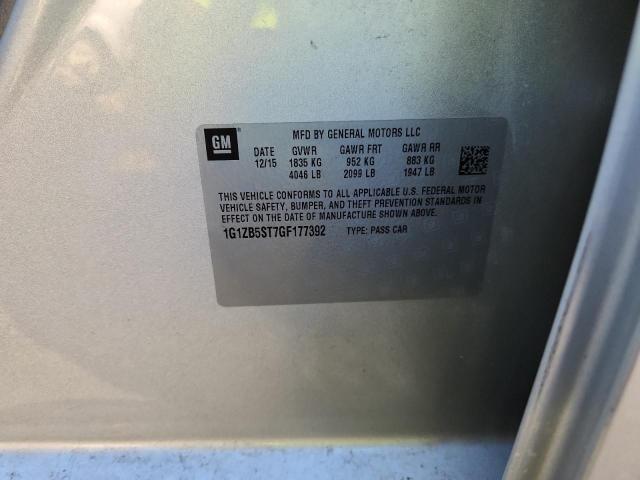 GM
MFD BY GENERAL MOTORS LLC
DATE GVWR GAWR FRT GAWR RR
12/15 1835 KG 952 KG 883 KG
4046 LB 2099 LB 1947 LB
THIS VEHICLE CONFORMS TO ALL APPLICABLE U.S. FEDERAL MOTOR
VEHICLE SAFETY, BUMPER, AND THEFT PREVENTION STANDARDS
IN EFFECT ON THE DATE OF MANUFACTURE SHOWN ABOVE.
1G1ZB5ST7GF177392 TYPE: PASS CAR